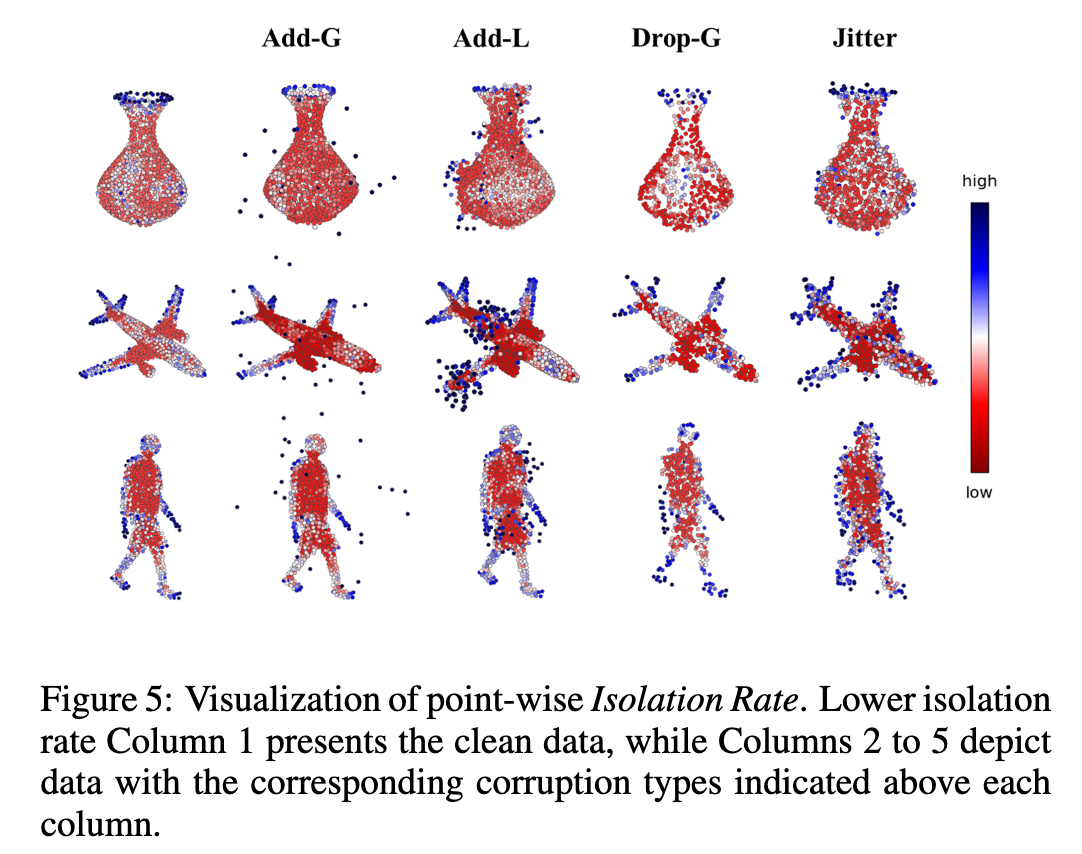 Add-G Add-L Drop-G Jitter
high
low
Figure 5: Visualization of point-wise Isolation Rate. Lower isolation
rate Column 1 presents the clean data, while Columns 2 to 5 depict
data with the corresponding corruption types indicated above each
column.